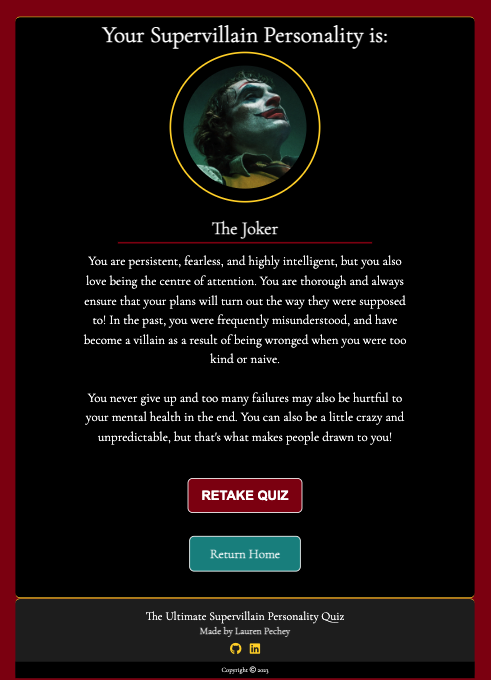 Your Supervillain Personality is:
The Joker
You are persistent, fearless, and highly intelligent, but you also
love being the centre of attention. You are thorough and always
ensure that your plans will turn out the way they were supposed
to! In the past, you were frequently misunderstood, and have
become a villain as a result of being wronged when you were too
kind or naive.
You never give up and too many failures may also be hurtful to
your mental health in the end. You can also be a little crazy and
unpredictable, but that's what makes people drawn to you!
RETAKE QUIZ
Return Home
The Ultimate Supervillain Personality Quiz
Made by Lauren Pechey
in
Copyright © 2023